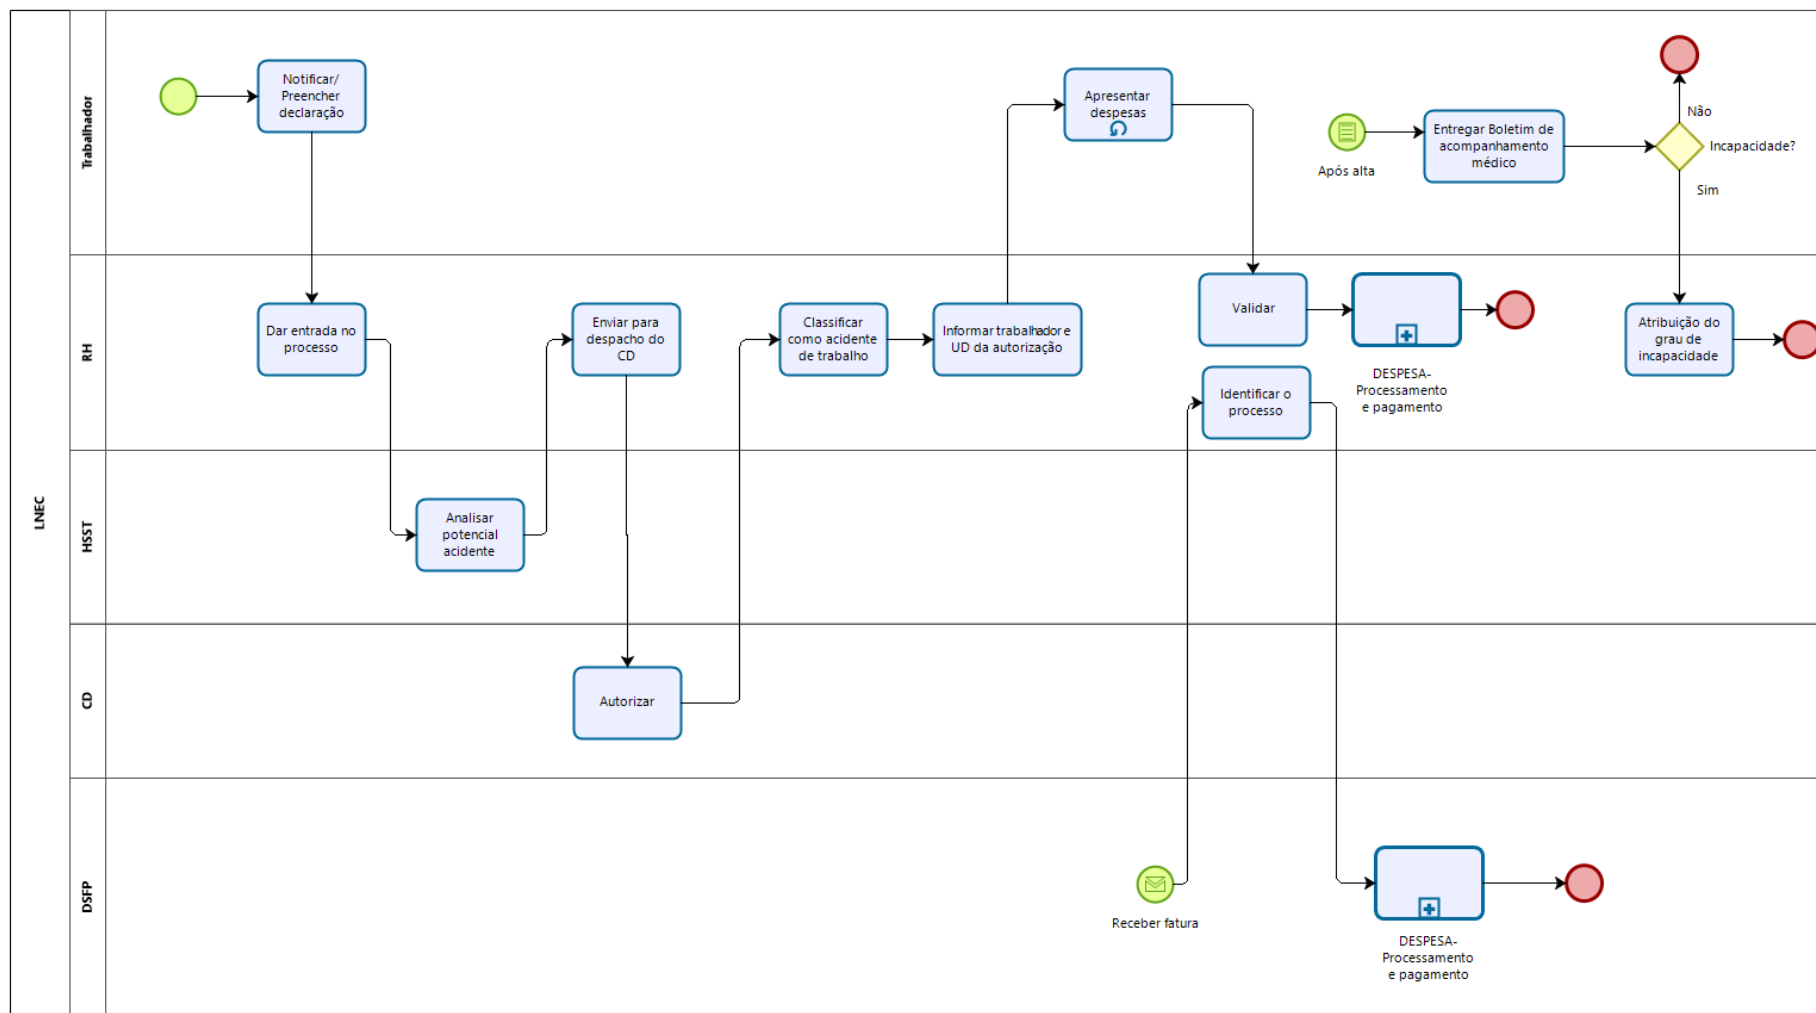 LNEC
Trabalhador
Notificar/
Preencher
declaração
Apresentar
despesas
Após alta
Entregar Boletim de
acompanhamento
médico
Não
Incapacidade?
Sim
RH
Dar entrada no
processo
Enviar para
despacho do
CD
Classificar
como acidente
de trabalho
Informar trabalhador e
UD da autorização
Validar
DESPESA-
Processamento
e pagamento
Identificar o
processo
Atribuição do
grau de
incapacidade
HSST
Analisar
potencial
acidente
CD
Autorizar
DSFP
Receber fatura
DESPESA-
Processamento
e pagamento